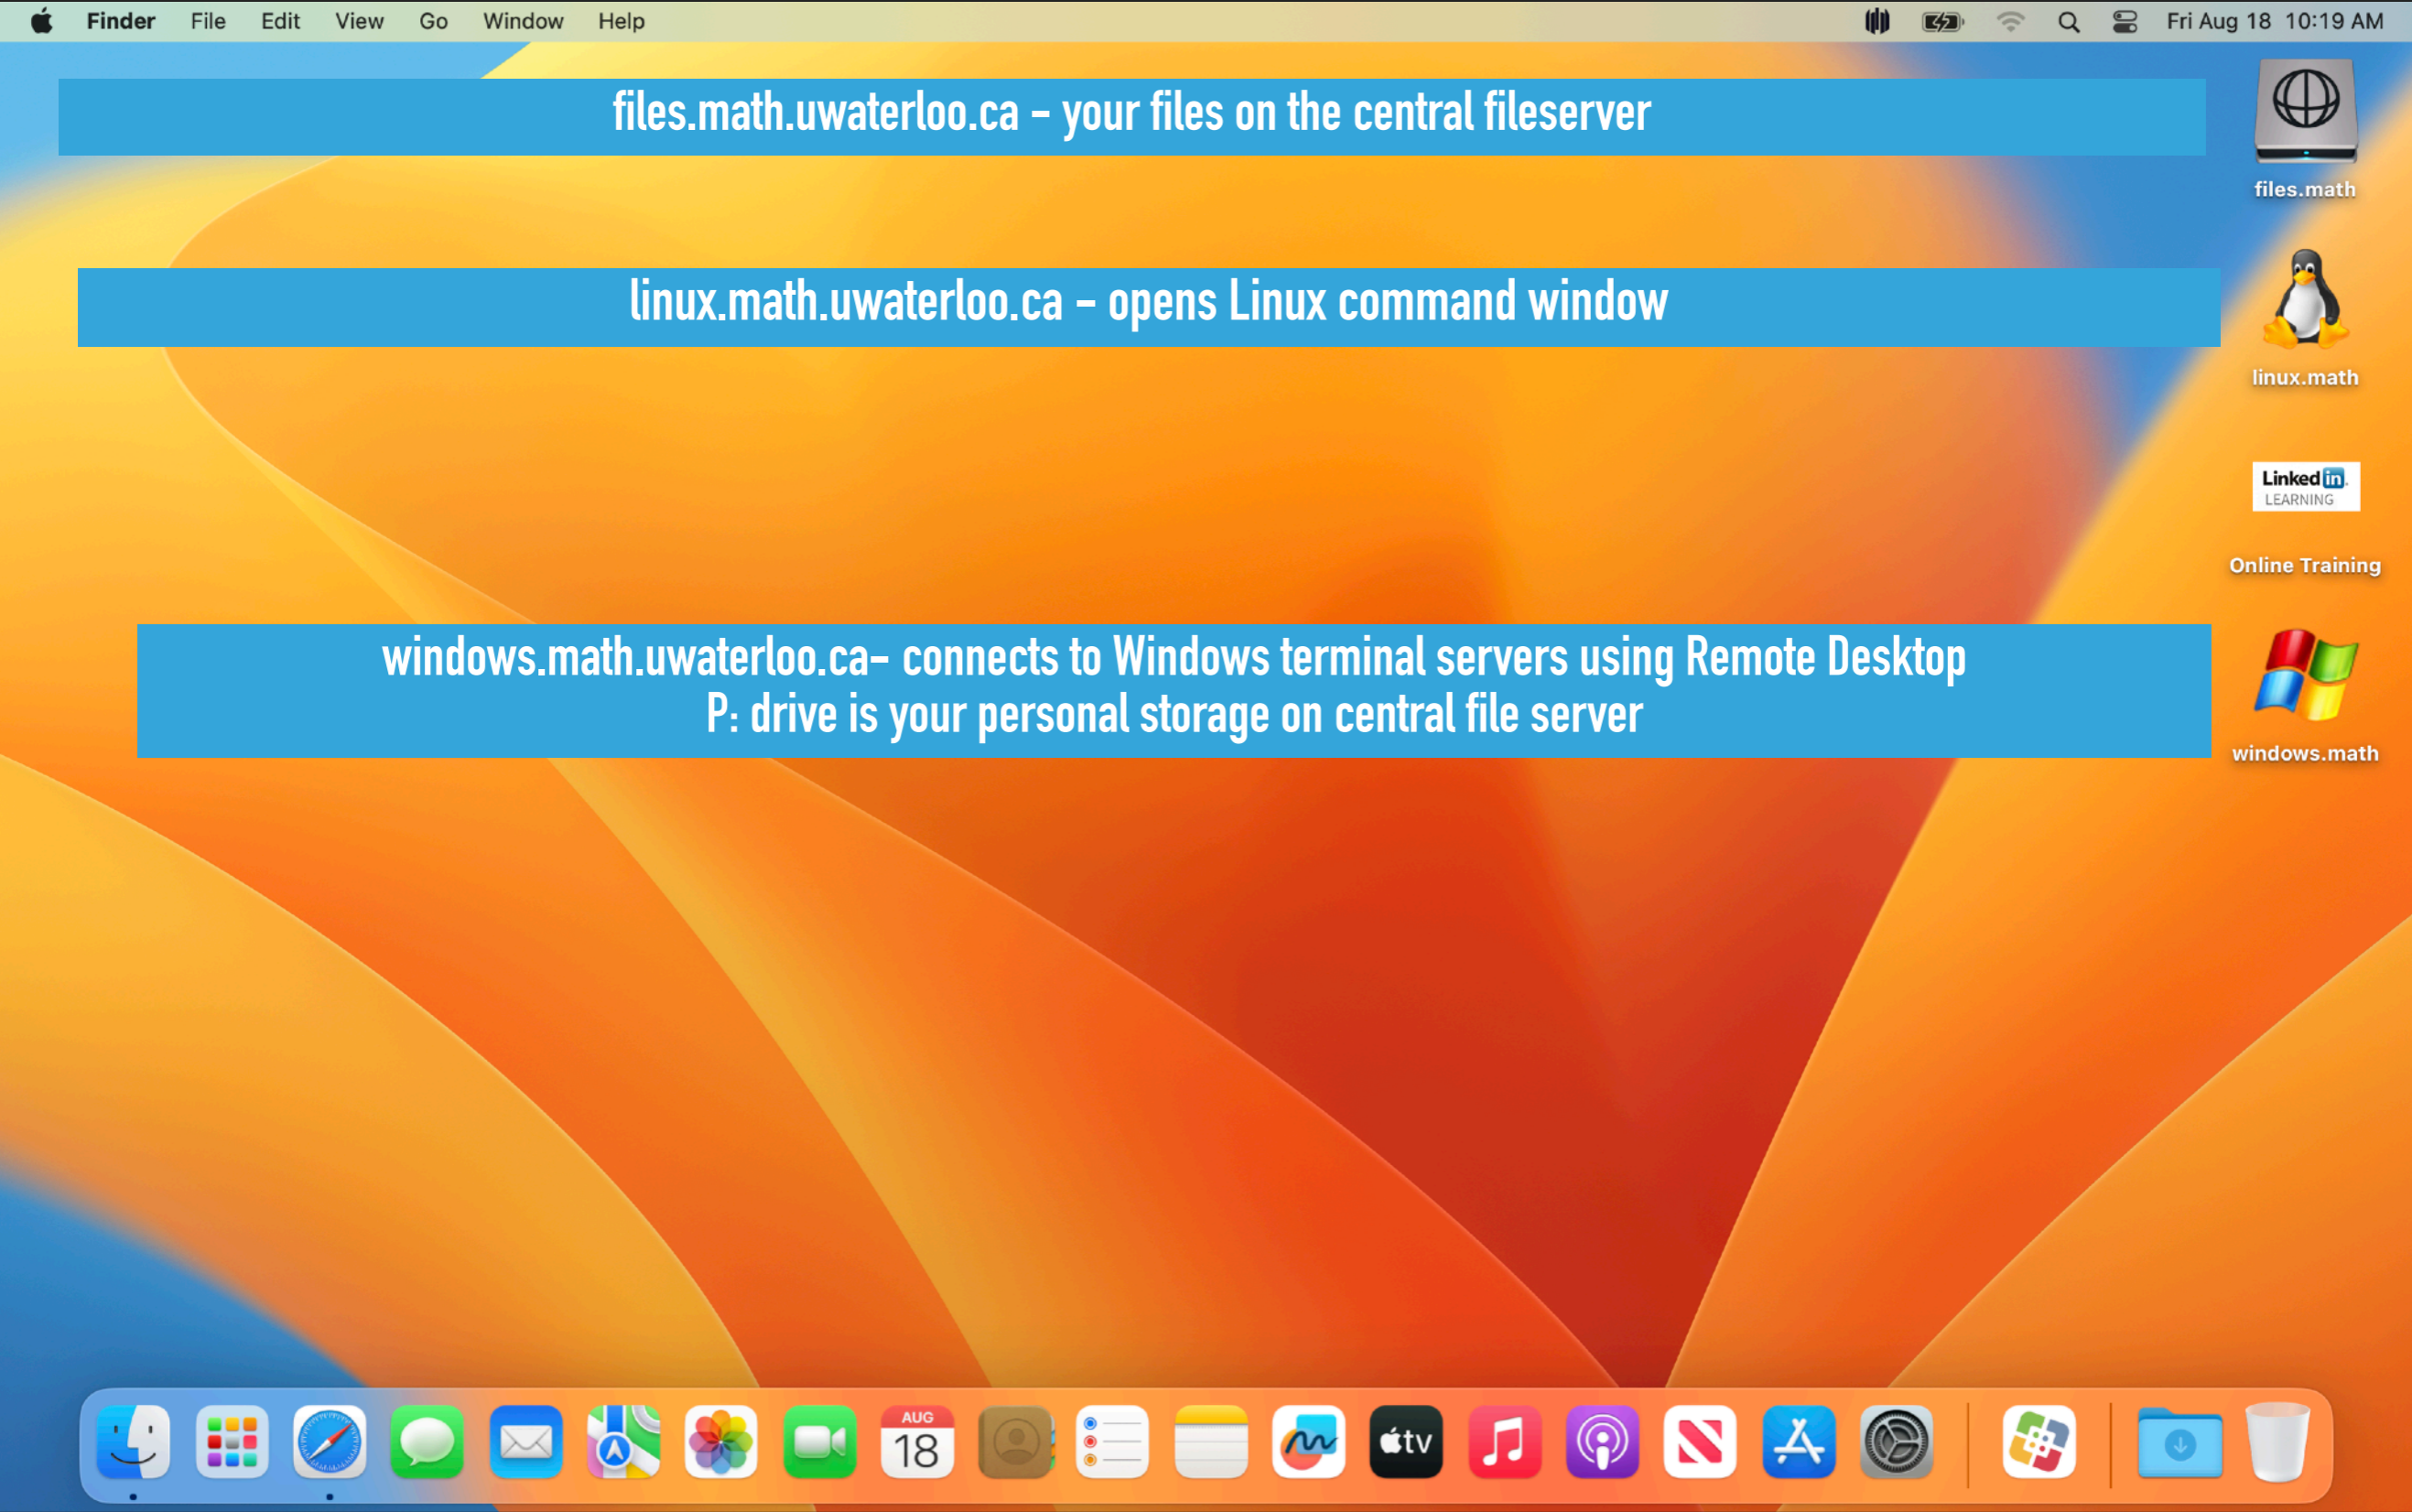 Finder File Edit View Go Window Help Fri Aug 18 10:19 AM
files.math.uwaterloo.ca - your files on the central fileserver
files.math
linux.math.uwaterloo.ca - opens Linux command window
linux.math
Linked in
LEARNING
Online Training
windows.math.uwaterloo.ca- connects to Windows terminal servers using Remote Desktop
P: drive is your personal storage on central file server
windows.math
AUG
18
tv